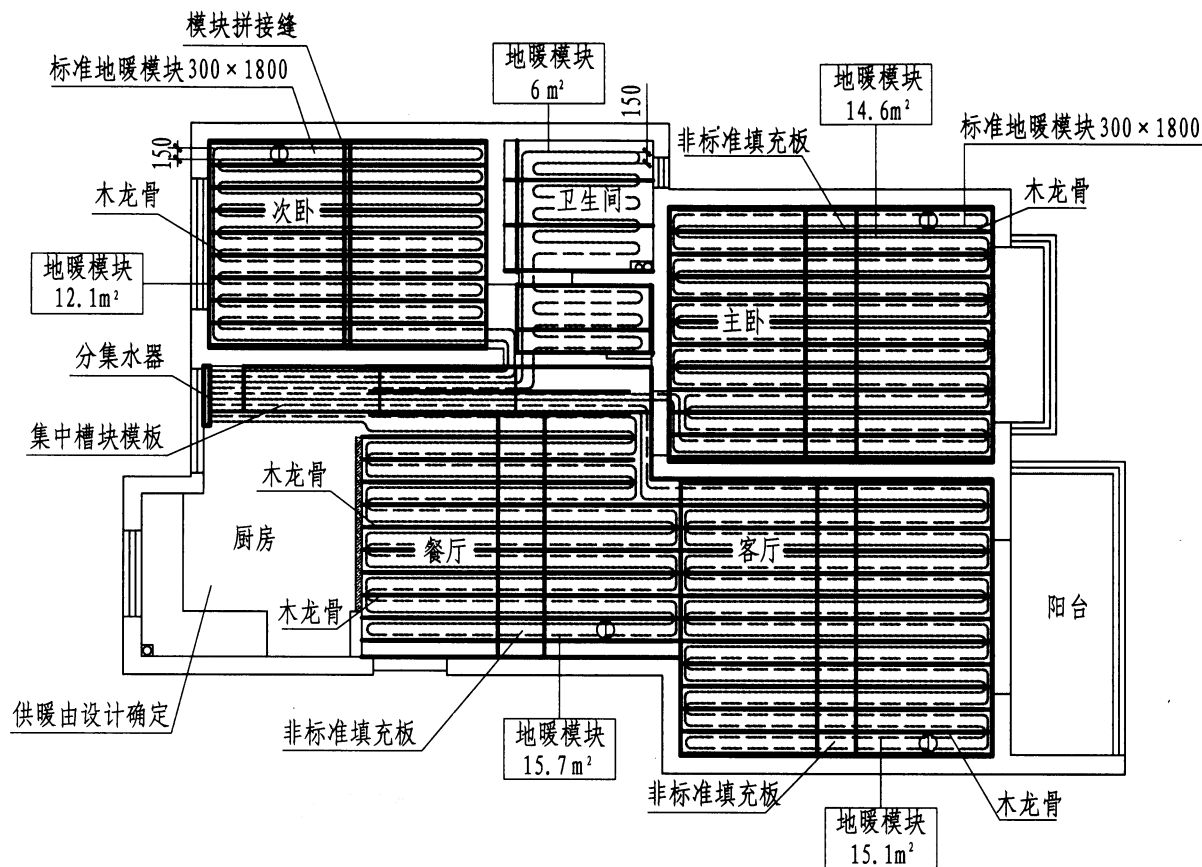 模块拼接缝
标准地暖模块300×1800
地暖模块
6m²
150
地暖模块
14.6m²
非标准填充板
标准地暖模块300×1800
150
木龙骨
次卧
卫生间
木龙骨
地暖模块
12.1m²
主卧
分集水器
集中槽块模板
木龙骨
厨房
餐厅
客厅
木龙骨
阳台
供暖由设计确定
非标准填充板
地暖模块
15.7m²
非标准填充板
木龙骨
地暖模块
15.1m²